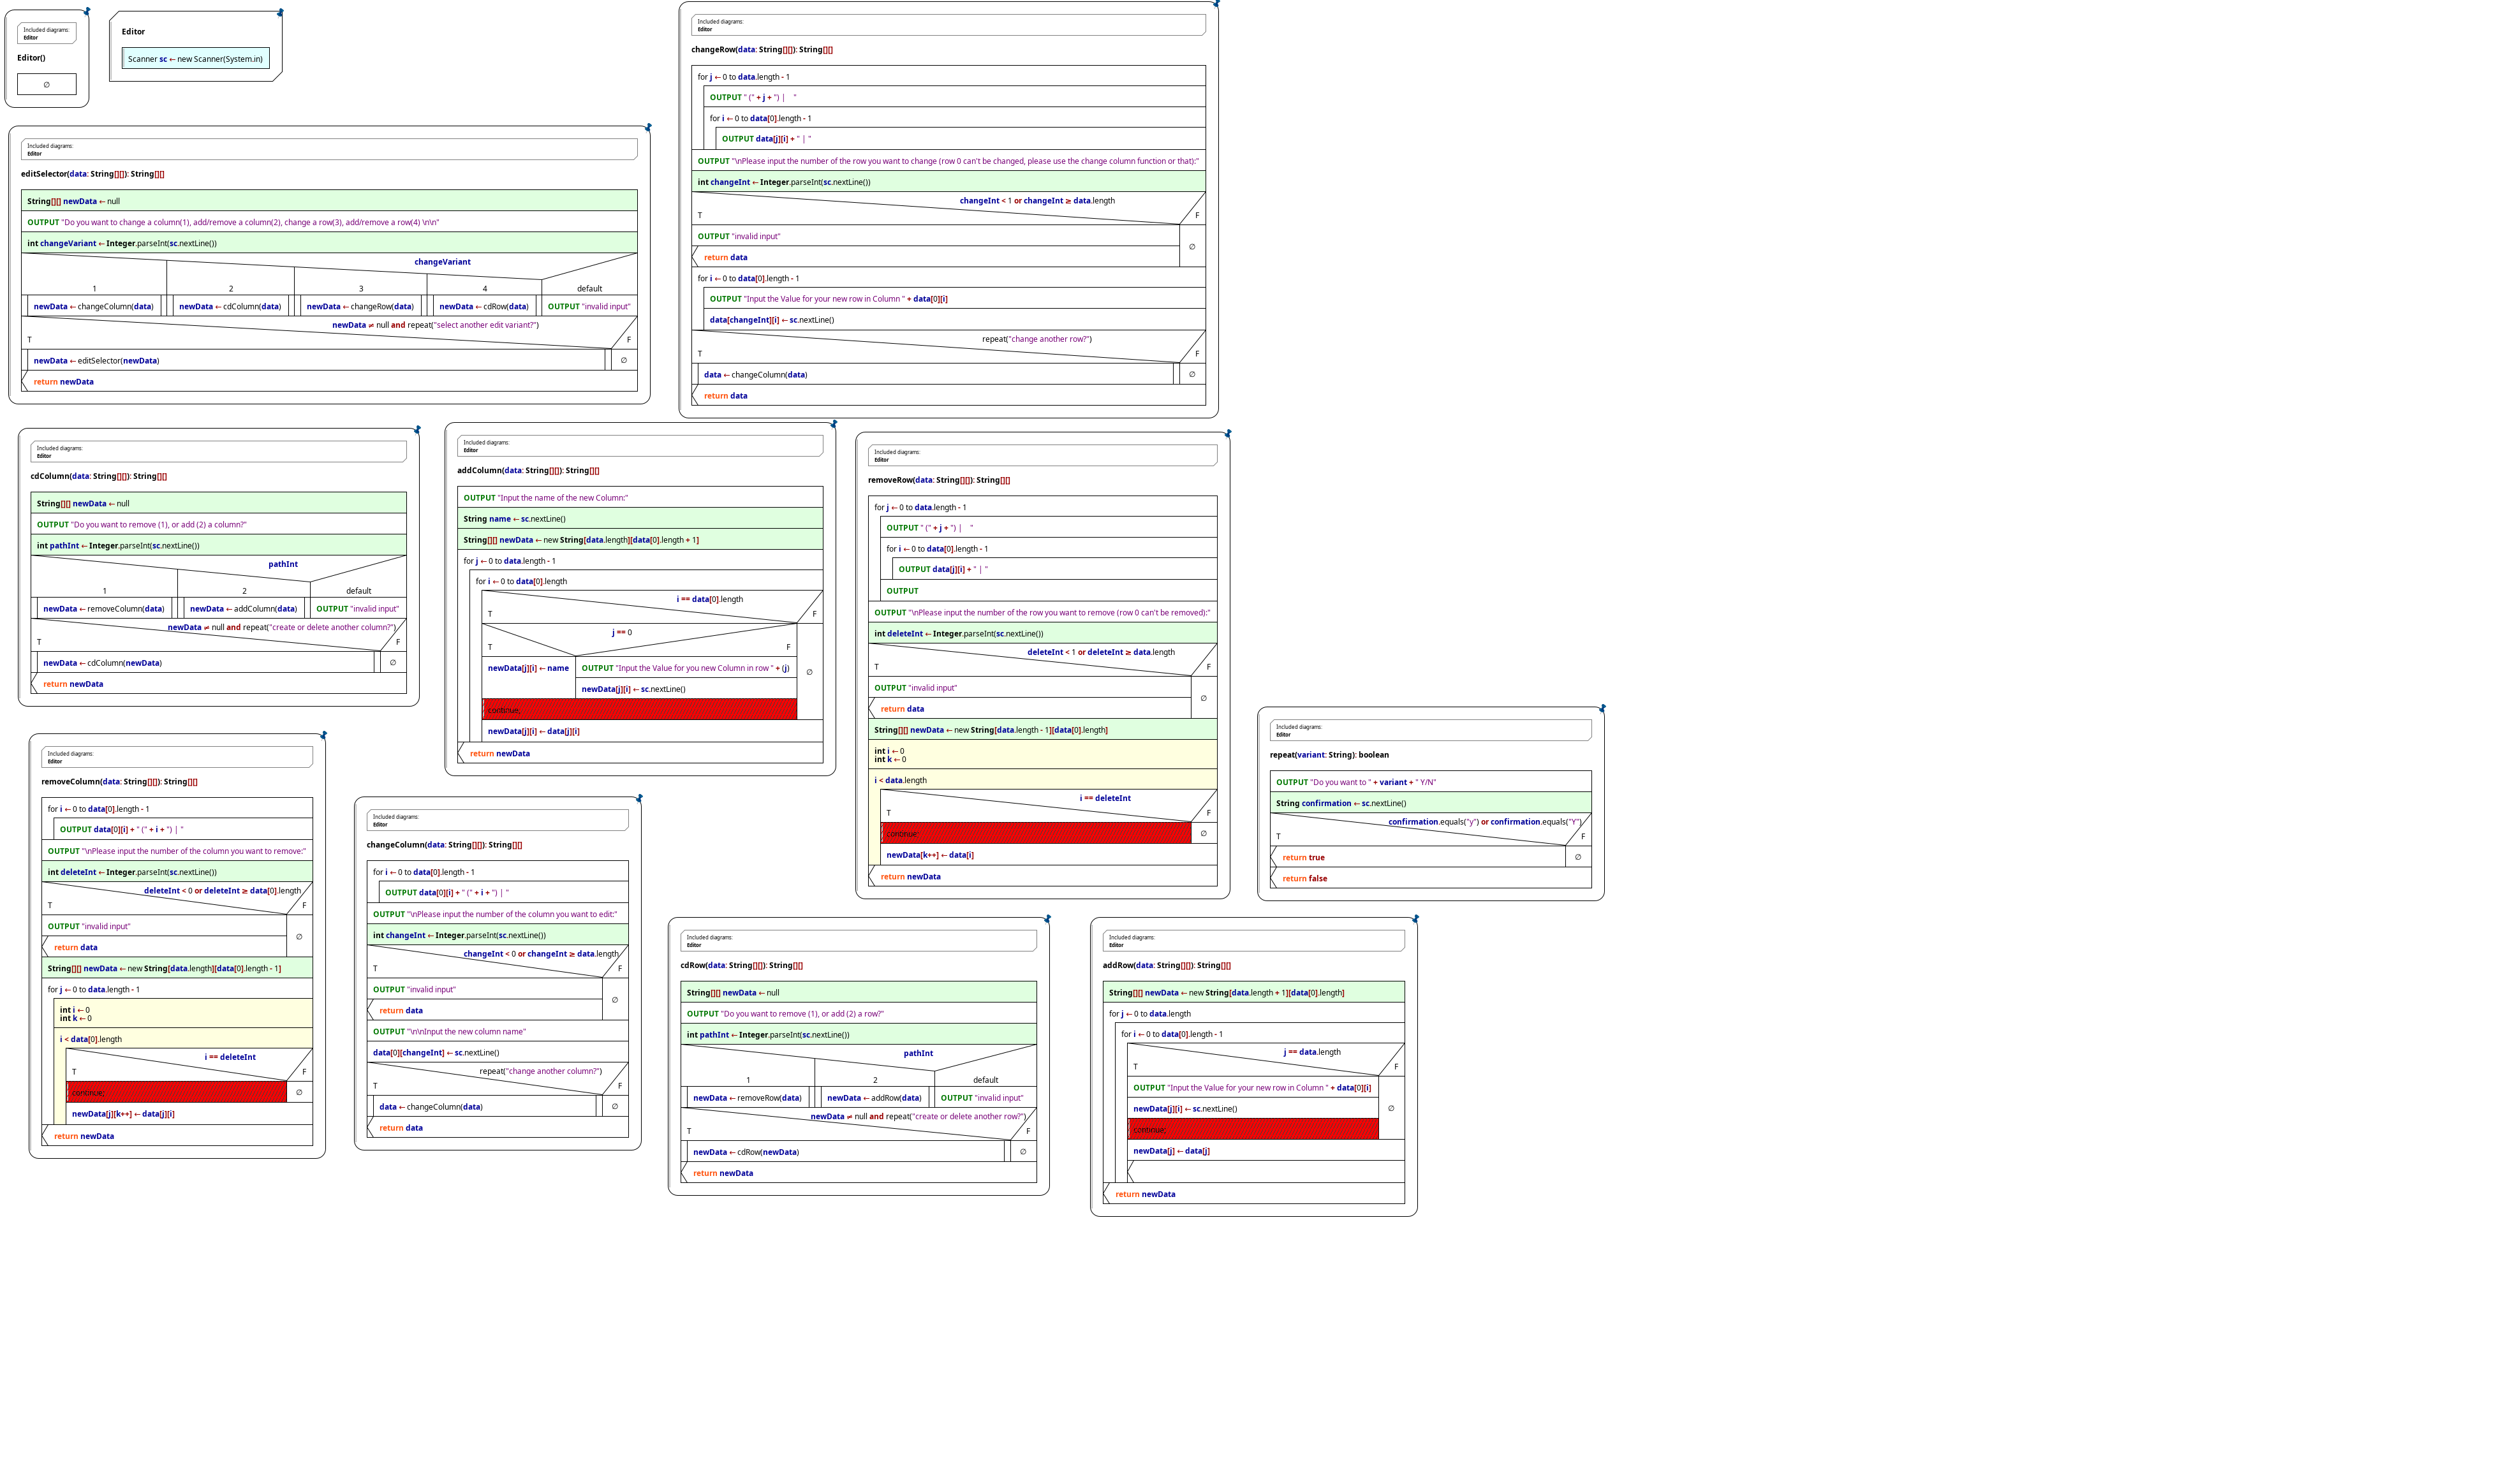 Included diagrams:
Editor
Editor()
∅
Editor
Scanner sc ← new Scanner(System.in)
Included diagrams:
Editor
editSelector(data: String[][]): String[][]
String[][] newData ← null
OUTPUT "Do you want to change a column(1), add/remove a column(2), change a row(3), add/remove a row(4) \n\n"
int changeVariant ← Integer.parseInt(sc.nextLine())
changeVariant
1 2 3 4 default
newData ← changeColumn(data) newData ← cdColumn(data) newData ← changeRow(data) newData ← cdRow(data) OUTPUT "invalid input"
newData ≠ null and repeat("select another edit variant?")
T F
newData ← editSelector(newData) ∅
return newData
Included diagrams:
Editor
changeRow(data: String[][]): String[][]
for j ← 0 to data.length - 1
OUTPUT " (" + j + ") |    "
for i ← 0 to data[0].length - 1
OUTPUT data[j][i] + " | "
OUTPUT "\nPlease input the number of the row you want to change (row 0 can't be changed, please use the change column function or that):"
int changeInt ← Integer.parseInt(sc.nextLine())
changeInt < 1 or changeInt ≥ data.length
T F
OUTPUT "invalid input"
∅
return data
for i ← 0 to data[0].length - 1
OUTPUT "Input the Value for your new row in Column " + data[0][i]
data[changeInt][i] ← sc.nextLine()
repeat("change another row?")
T F
data ← changeColumn(data) ∅
return data
Included diagrams:
Editor
cdColumn(data: String[][]): String[][]
String[][] newData ← null
OUTPUT "Do you want to remove (1), or add (2) a column?"
int pathInt ← Integer.parseInt(sc.nextLine())
pathInt
1 2 default
newData ← removeColumn(data) newData ← addColumn(data) OUTPUT "invalid input"
newData ≠ null and repeat("create or delete another column?")
T F
newData ← cdColumn(newData) ∅
return newData
Included diagrams:
Editor
addColumn(data: String[][]): String[][]
OUTPUT "Input the name of the new Column:"
String name ← sc.nextLine()
String[][] newData ← new String[data.length][data[0].length + 1]
for j ← 0 to data.length - 1
for i ← 0 to data[0].length
i == data[0].length
T F
j == 0
T F
newData[j][i] ← name OUTPUT "Input the Value for you new Column in row " + (j)
∅
newData[j][i] ← sc.nextLine()
continue;
newData[j][i] ← data[j][i]
return newData
Included diagrams:
Editor
removeRow(data: String[][]): String[][]
for j ← 0 to data.length - 1
OUTPUT " (" + j + ") |    "
for i ← 0 to data[0].length - 1
OUTPUT data[j][i] + " | "
OUTPUT
OUTPUT "\nPlease input the number of the row you want to remove (row 0 can't be removed):"
int deleteInt ← Integer.parseInt(sc.nextLine())
deleteInt < 1 or deleteInt ≥ data.length
T F
OUTPUT "invalid input"
∅
return data
String[][] newData ← new String[data.length - 1][data[0].length]
int i ← 0
int k ← 0
i < data.length
i == deleteInt
T F
continue; ∅
newData[k++] ← data[i]
return newData
Included diagrams:
Editor
repeat(variant: String): boolean
OUTPUT "Do you want to " + variant + " Y/N"
String confirmation ← sc.nextLine()
confirmation.equals("y") or confirmation.equals("Y")
T F
return true ∅
return false
Included diagrams:
Editor
removeColumn(data: String[][]): String[][]
for i ← 0 to data[0].length - 1
OUTPUT data[0][i] + " (" + i + ") | "
OUTPUT "\nPlease input the number of the column you want to remove:"
int deleteInt ← Integer.parseInt(sc.nextLine())
deleteInt < 0 or deleteInt ≥ data[0].length
T F
OUTPUT "invalid input"
∅
return data
String[][] newData ← new String[data.length][data[0].length - 1]
for j ← 0 to data.length - 1
int i ← 0
int k ← 0
i < data[0].length
i == deleteInt
T F
continue; ∅
newData[j][k++] ← data[j][i]
return newData
Included diagrams:
Editor
changeColumn(data: String[][]): String[][]
for i ← 0 to data[0].length - 1
OUTPUT data[0][i] + " (" + i + ") | "
OUTPUT "\nPlease input the number of the column you want to edit:"
int changeInt ← Integer.parseInt(sc.nextLine())
changeInt < 0 or changeInt ≥ data.length
T F
OUTPUT "invalid input"
∅
return data
OUTPUT "\n\nInput the new column name"
data[0][changeInt] ← sc.nextLine()
repeat("change another column?")
T F
data ← changeColumn(data) ∅
return data
Included diagrams:
Editor
cdRow(data: String[][]): String[][]
String[][] newData ← null
OUTPUT "Do you want to remove (1), or add (2) a row?"
int pathInt ← Integer.parseInt(sc.nextLine())
pathInt
1 2 default
newData ← removeRow(data) newData ← addRow(data) OUTPUT "invalid input"
newData ≠ null and repeat("create or delete another row?")
T F
newData ← cdRow(newData) ∅
return newData
Included diagrams:
Editor
addRow(data: String[][]): String[][]
String[][] newData ← new String[data.length + 1][data[0].length]
for j ← 0 to data.length
for i ← 0 to data[0].length - 1
j == data.length
T F
OUTPUT "Input the Value for your new row in Column " + data[0][i]
newData[j][i] ← sc.nextLine() ∅
continue;
newData[j] ← data[j]
return newData